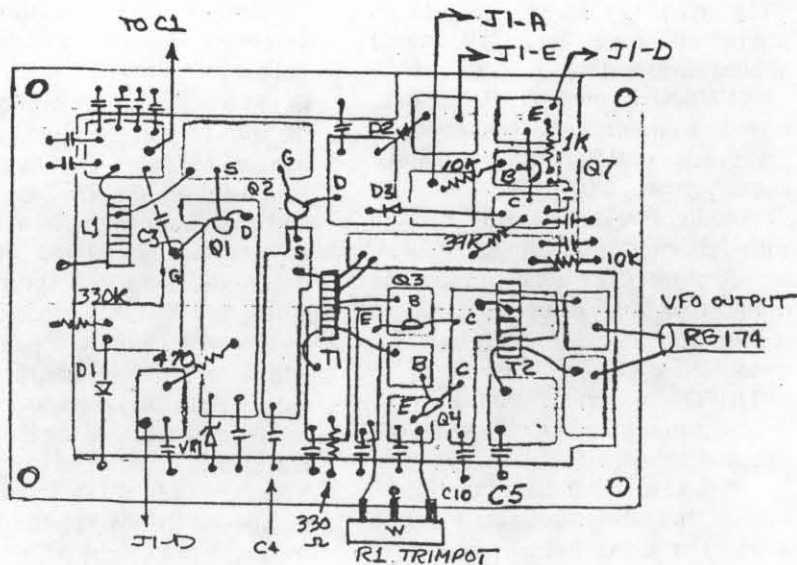 TO C1
J1-A
J1-E
J1-D
E
D2
1K
10K
B
Q7
G
S
Q2
D
D3
C
L1
C3
Q1
D
39K
G
S
10K
330K
Q3
B
VFO OUTPUT
E
C
T1
T2
RG174
470
D1
B
C
E
Q4
VR1
C10
C5
J1-D
C4
330
Ω
W
R1 TRIMPOT